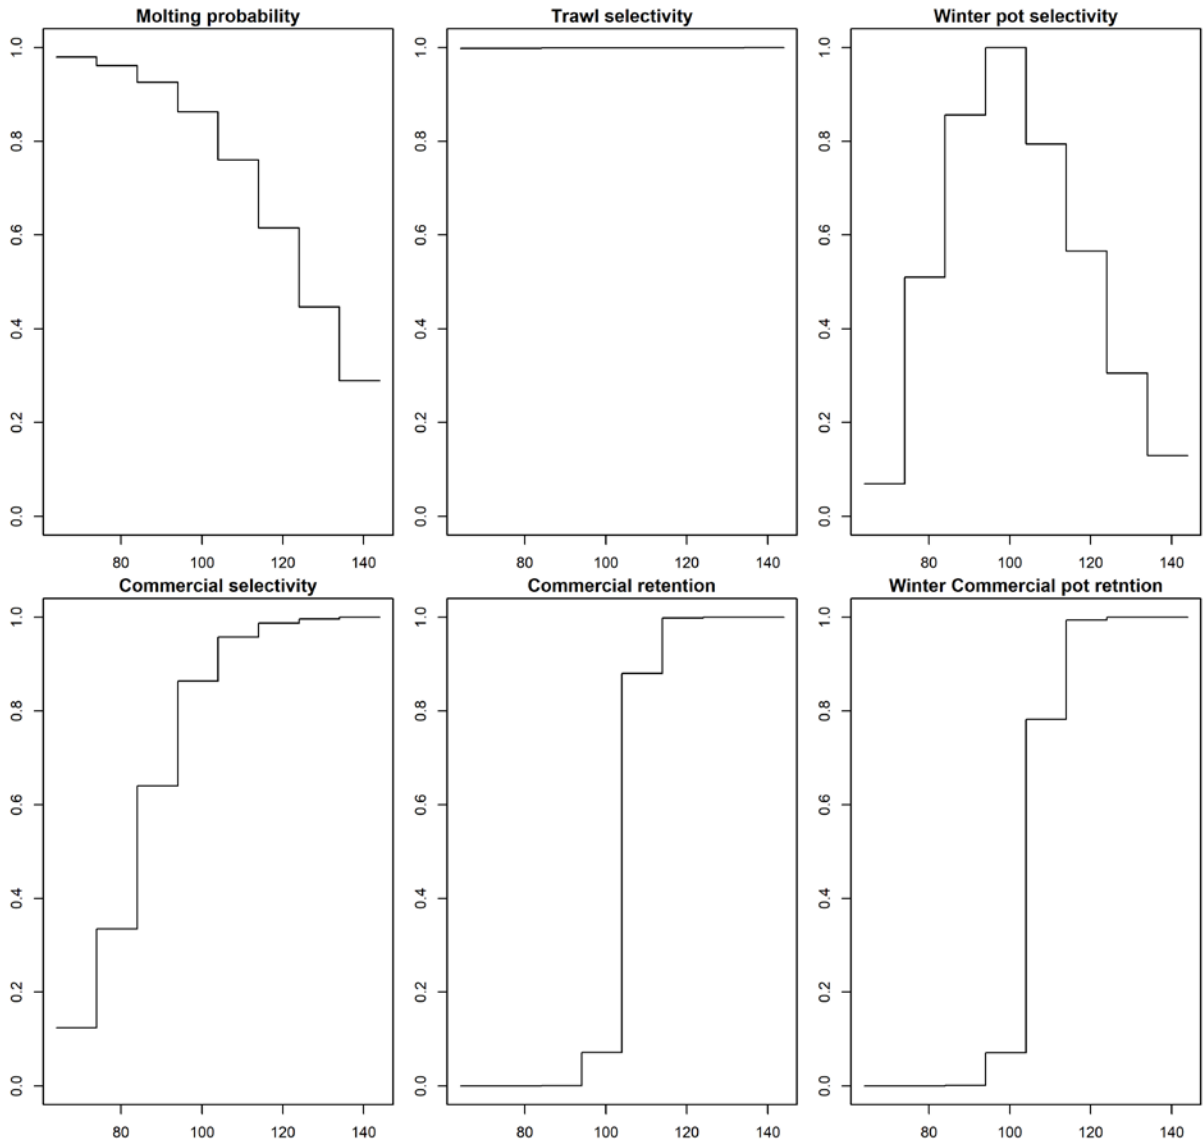 Molting probability
0.0 0.2 0.4 0.6 0.8 1.0
80 100 120 140
Trawl selectivity
0.0 0.2 0.4 0.6 0.8 1.0
80 100 120 140
Winter pot selectivity
0.0 0.2 0.4 0.6 0.8 1.0
80 100 120 140
Commercial selectivity
0.0 0.2 0.4 0.6 0.8 1.0
80 100 120 140
Commercial retention
0.0 0.2 0.4 0.6 0.8 1.0
80 100 120 140
Winter Commercial pot retntion
0.0 0.2 0.4 0.6 0.8 1.0
80 100 120 140